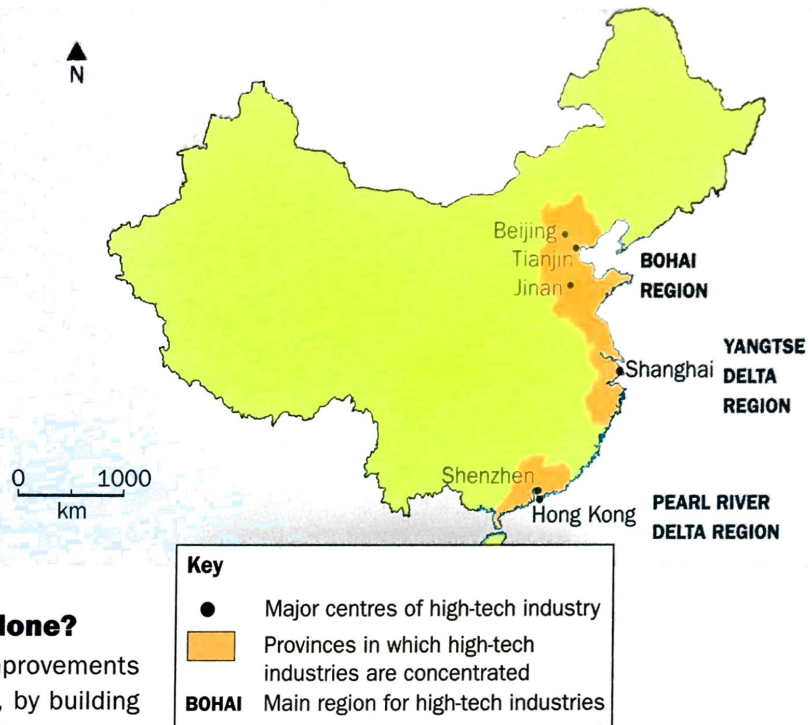 N
Beijing
Tianjin
Jinan
BOHAI
REGION
Shanghai
YANGTSE
DELTA
REGION
Shenzhen
Hong Kong
PEARL RIVER
DELTA REGION
0 1000
km
Key
Major centres of high-tech industry
Provinces in which high-tech
industries are concentrated
BOHAI Main region for high-tech industries
by building